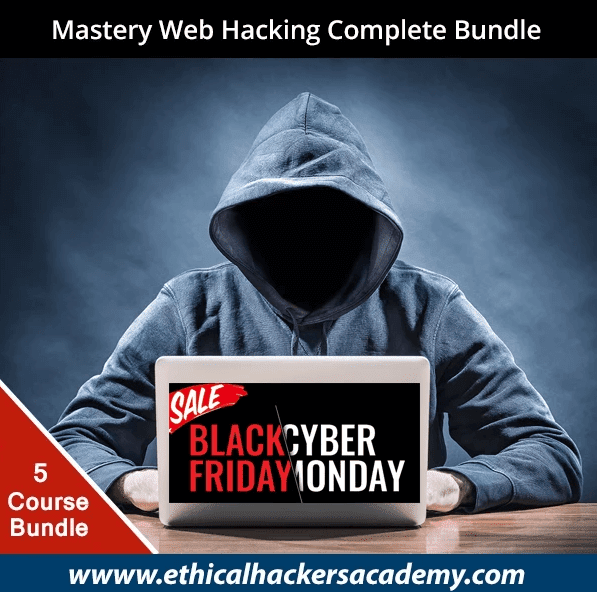 Mastery Web Hacking Complete Bundle
SALE
BLACK CYBER
FRIDAY MONDAY
5
Course
Bundle
www.ethicalhackersacademy.com